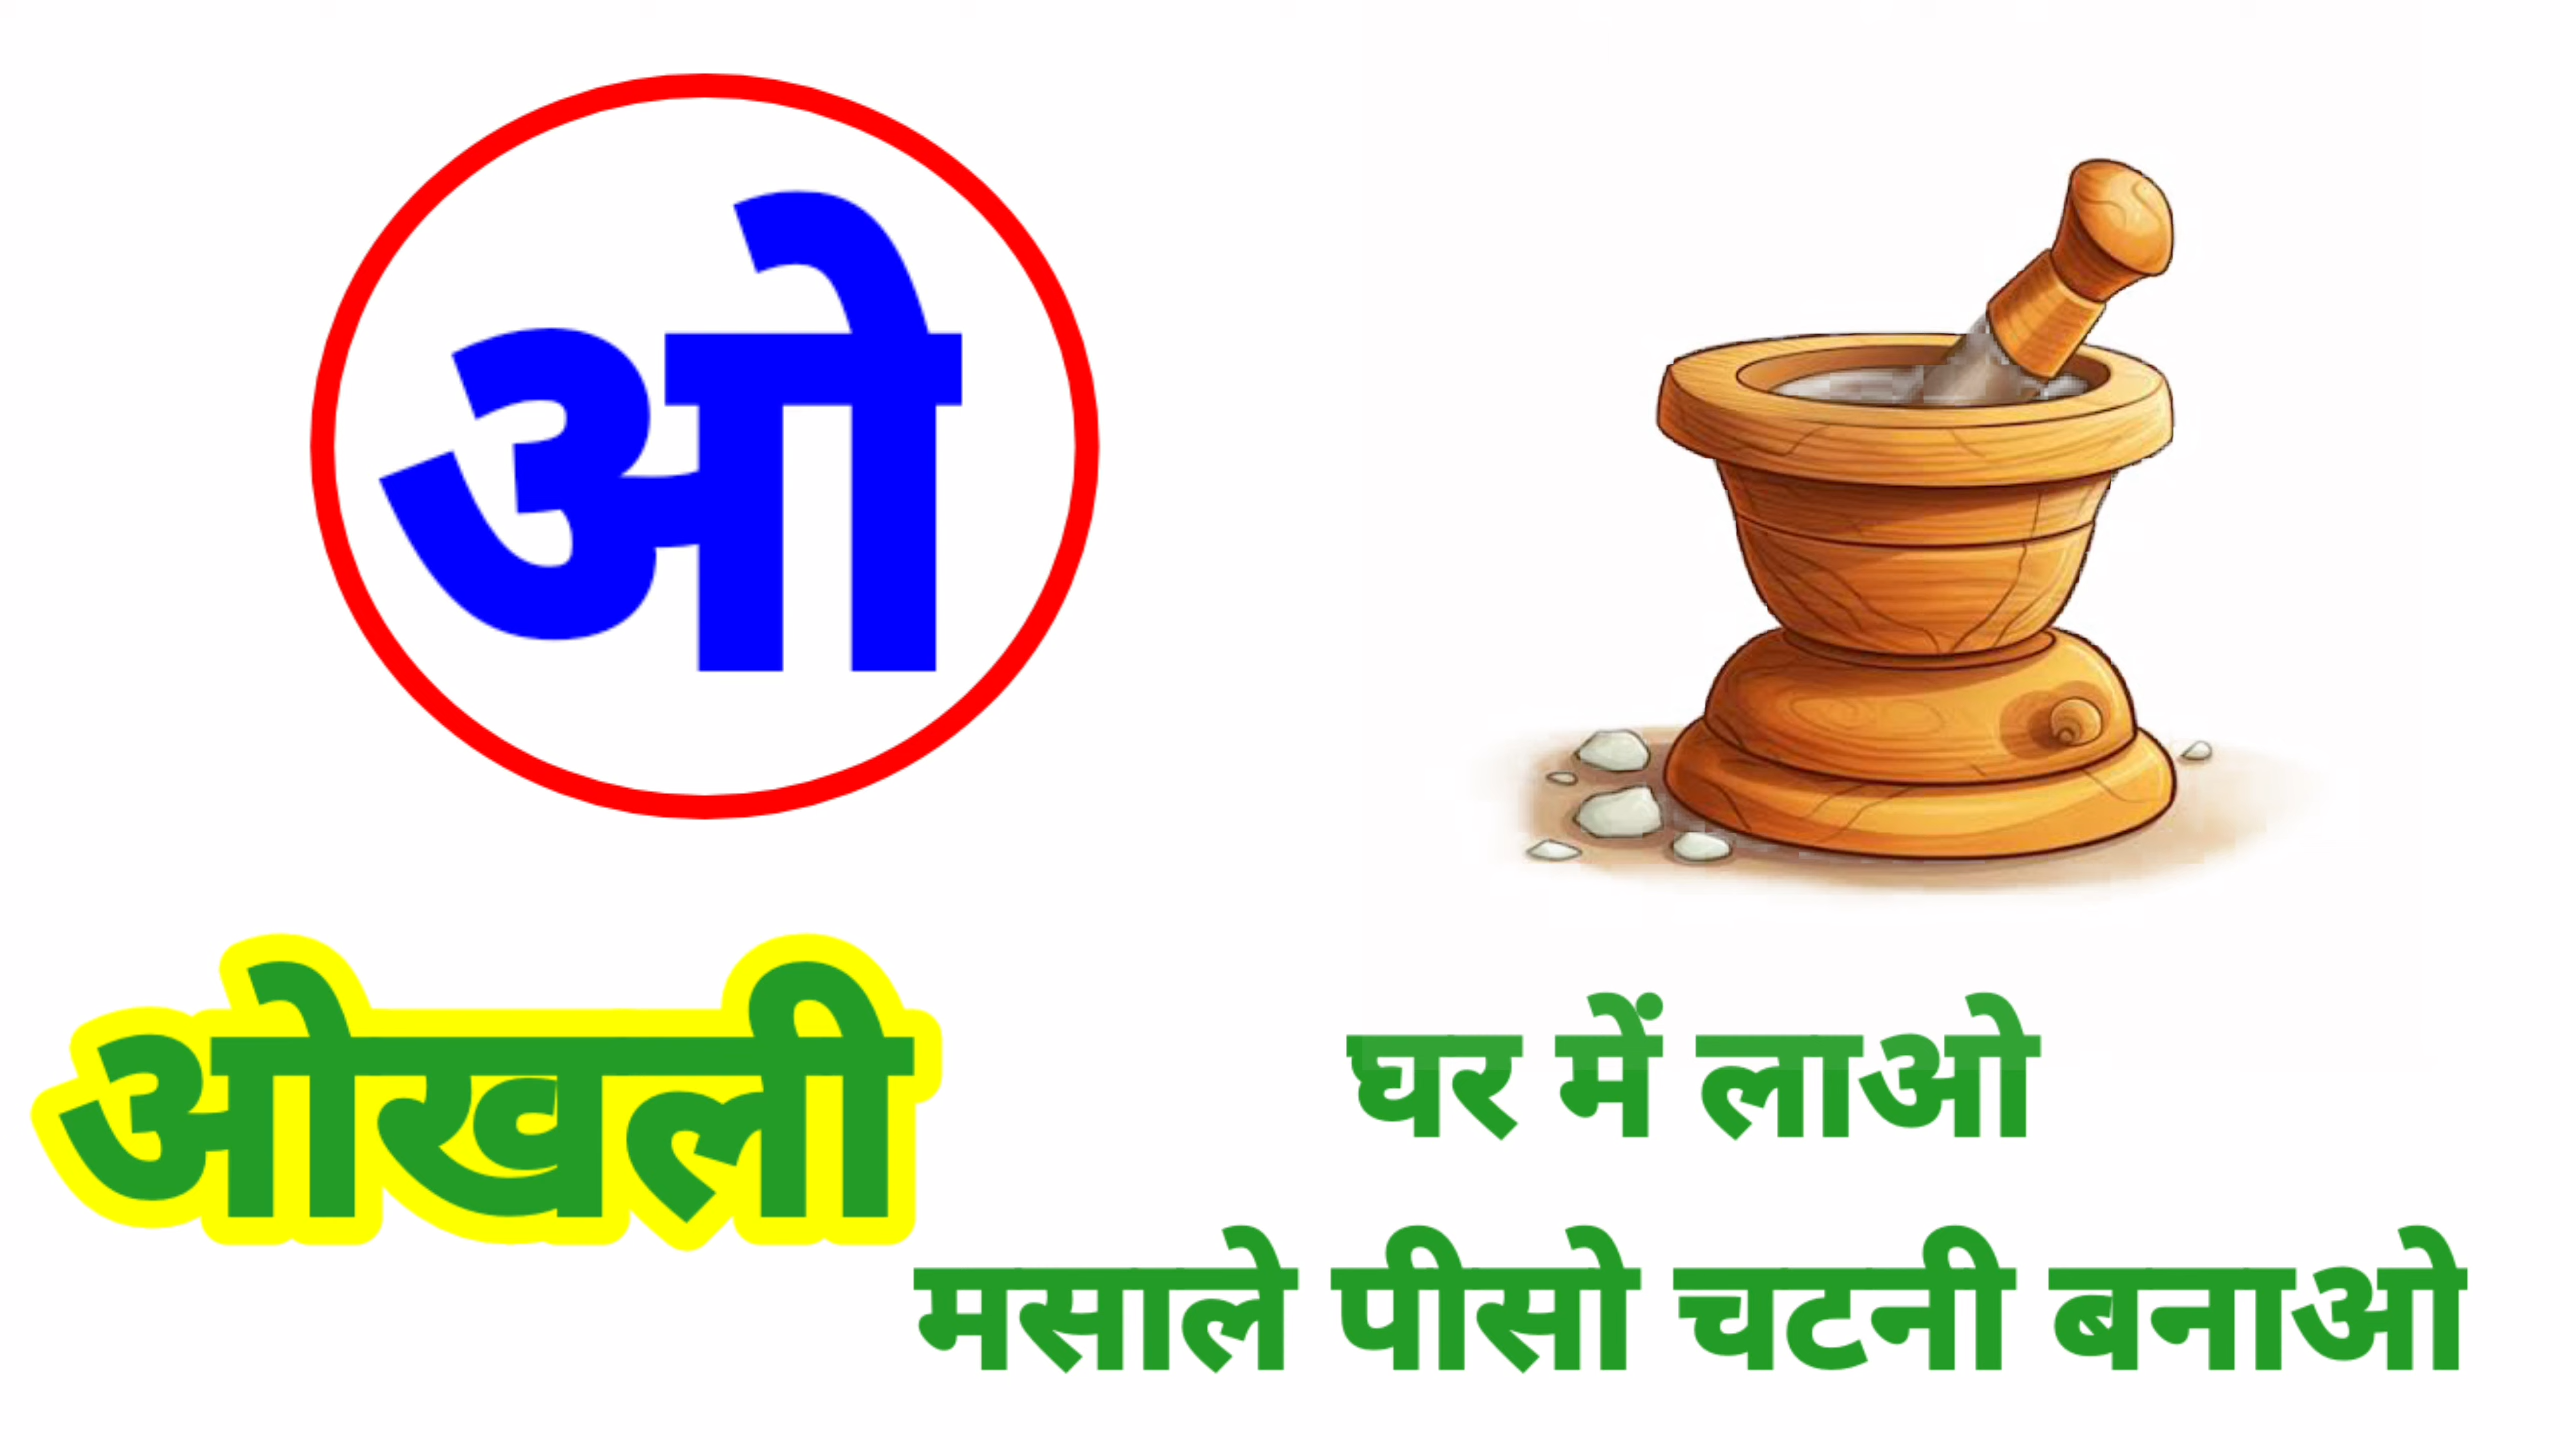 ओ
ओखली
घर में लाओ
मसाले पीसो चटनी बनाओ